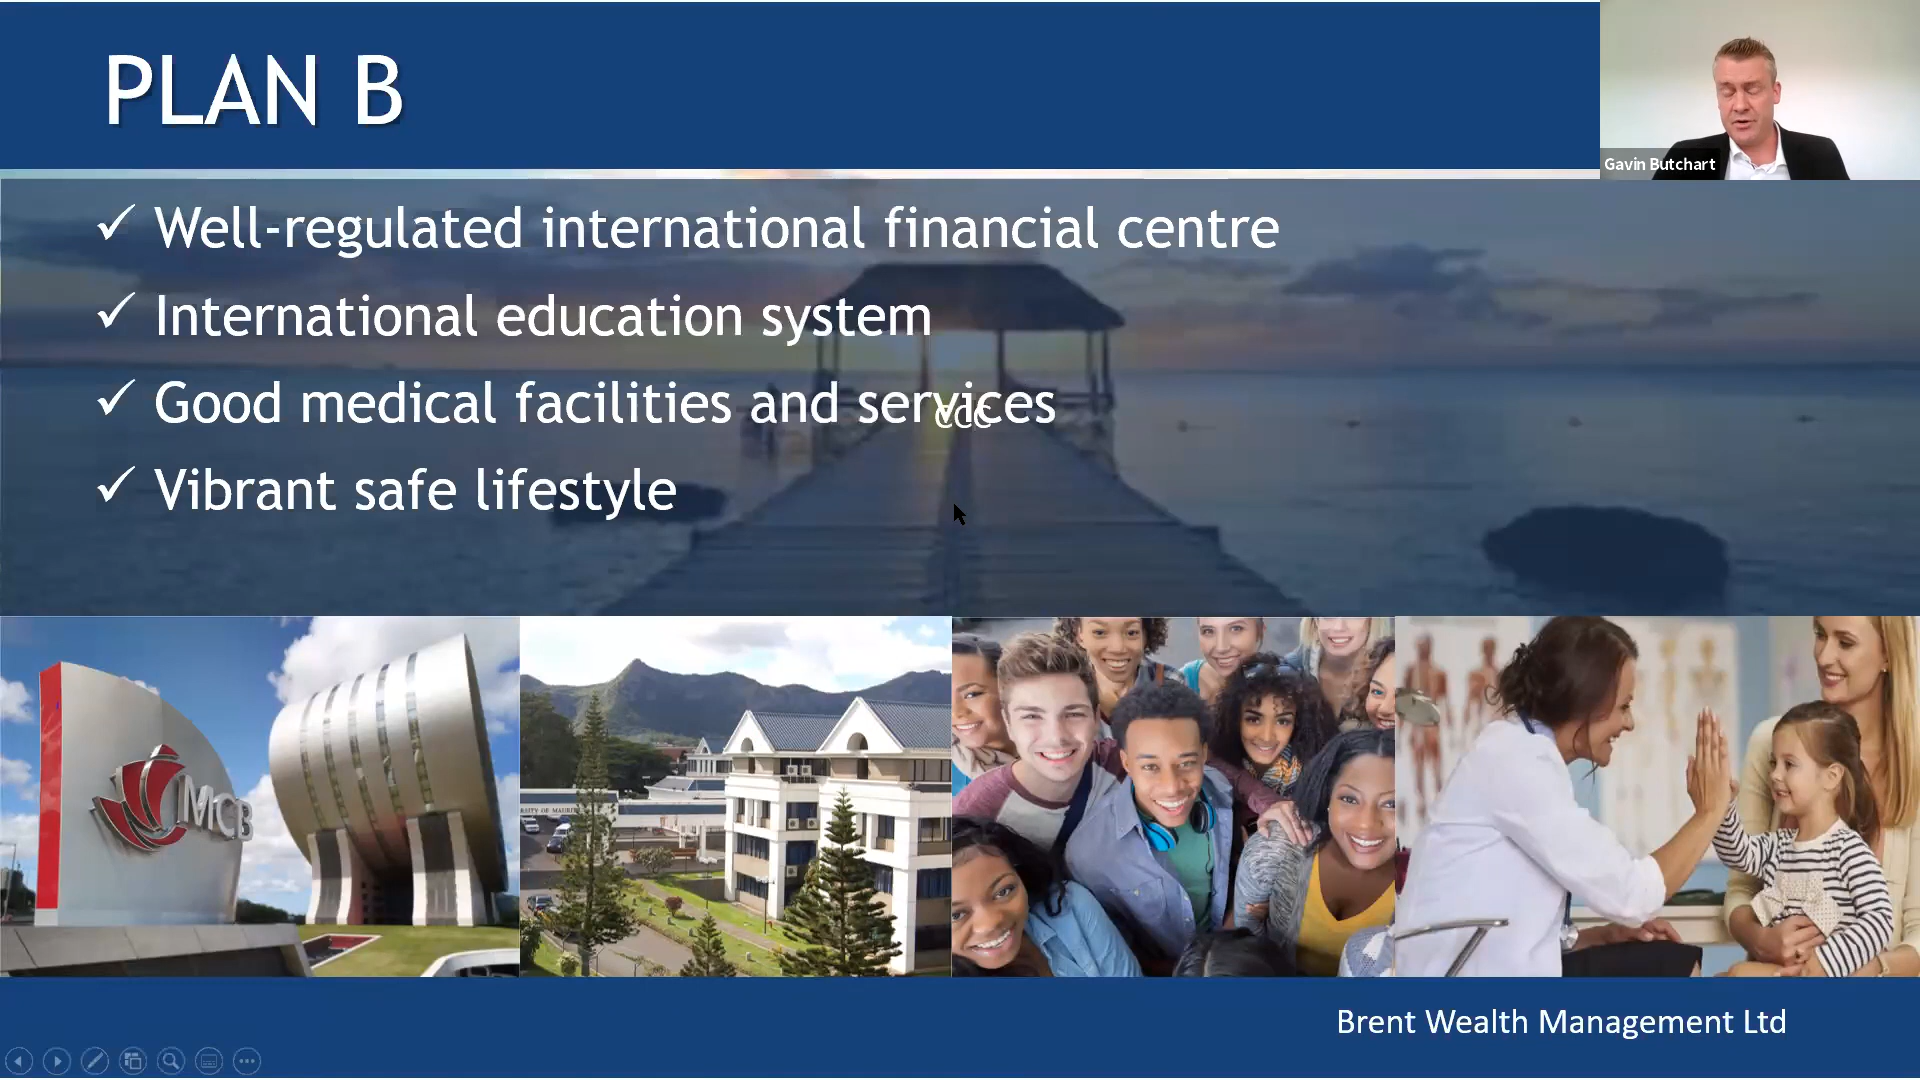 PLAN B
Gavin Butchart
✓ Well-regulated international financial centre
✓ International education system
✓ Good medical facilities and services
ccc
✓ Vibrant safe lifestyle
MCB
Brent Wealth Management Ltd